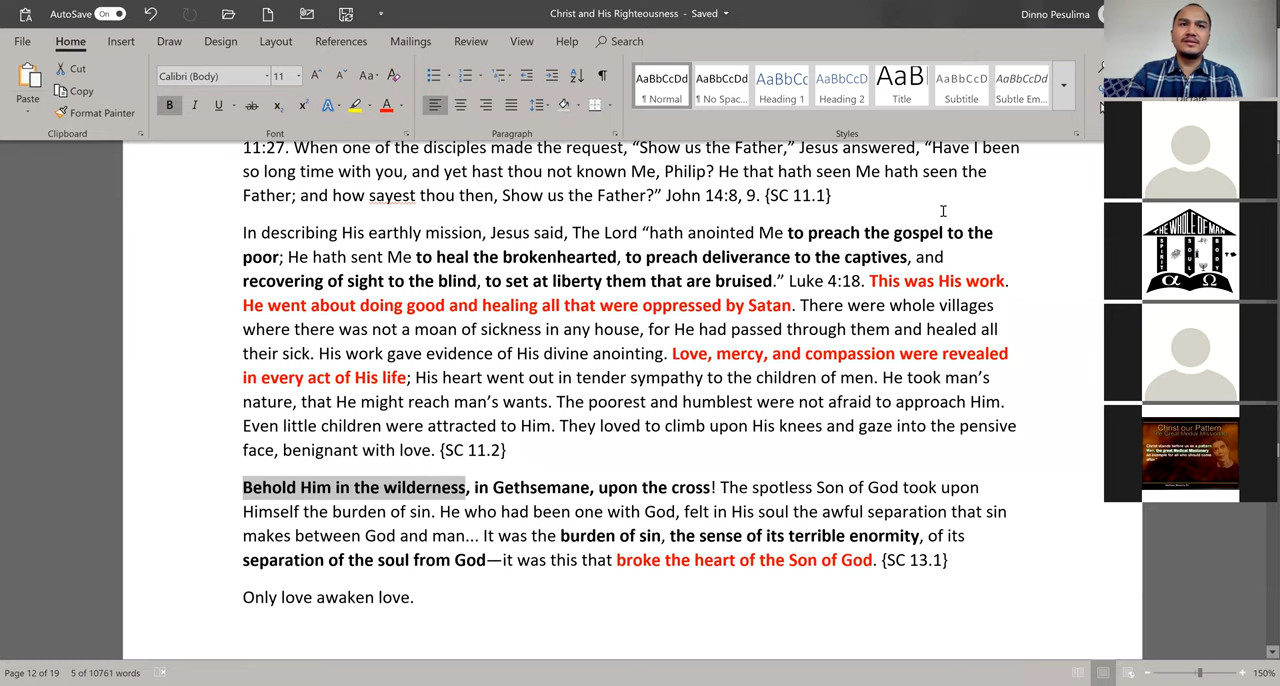 AutoSave On
Christ and His Righteousness - Saved
Dinno Pesulima
File Home Insert Draw Design Layout References Mailings Review View Help Search
Paste
Cut
Copy
Format Painter
Clipboard
Calibri (Body) 11
Font
Paragraph
AaBbCcDd AaBbCcDd AaBbCc AaBbCcD AaB AaBbCcD AaBbCcDd
¶ Normal ¶ No Spac... Heading 1 Heading 2 Title Subtitle Subtle Em...
Styles
Dictate
11:27. When one of the disciples made the request, “Show us the Father,” Jesus answered, “Have I been
so long time with you, and yet hast thou not known Me, Philip? He that hath seen Me hath seen the
Father; and how sayest thou then, Show us the Father?” John 14:8, 9. {SC 11.1}
In describing His earthly mission, Jesus said, The Lord “hath anointed Me to preach the gospel to the
poor; He hath sent Me to heal the brokenhearted, to preach deliverance to the captives, and
recovering of sight to the blind, to set at liberty them that are bruised.” Luke 4:18. This was His work.
He went about doing good and healing all that were oppressed by Satan. There were whole villages
where there was not a moan of sickness in any house, for He had passed through them and healed all
their sick. His work gave evidence of His divine anointing. Love, mercy, and compassion were revealed
in every act of His life; His heart went out in tender sympathy to the children of men. He took man’s
nature, that He might reach man’s wants. The poorest and humblest were not afraid to approach Him.
Even little children were attracted to Him. They loved to climb upon His knees and gaze into the pensive
face, benignant with love. {SC 11.2}
Behold Him in the wilderness, in Gethsemane, upon the cross! The spotless Son of God took upon
Himself the burden of sin. He who had been one with God, felt in His soul the awful separation that sin
makes between God and man... It was the burden of sin, the sense of its terrible enormity, of its
separation of the soul from God—it was this that broke the heart of the Son of God. {SC 13.1}
Only love awaken love.
THE WHOLE OF MAN
SPIRIT SOUL BODY
α Ω
Christ our Pattern
The Great Medical Missionary
Page 12 of 19 5 of 10761 words
150%